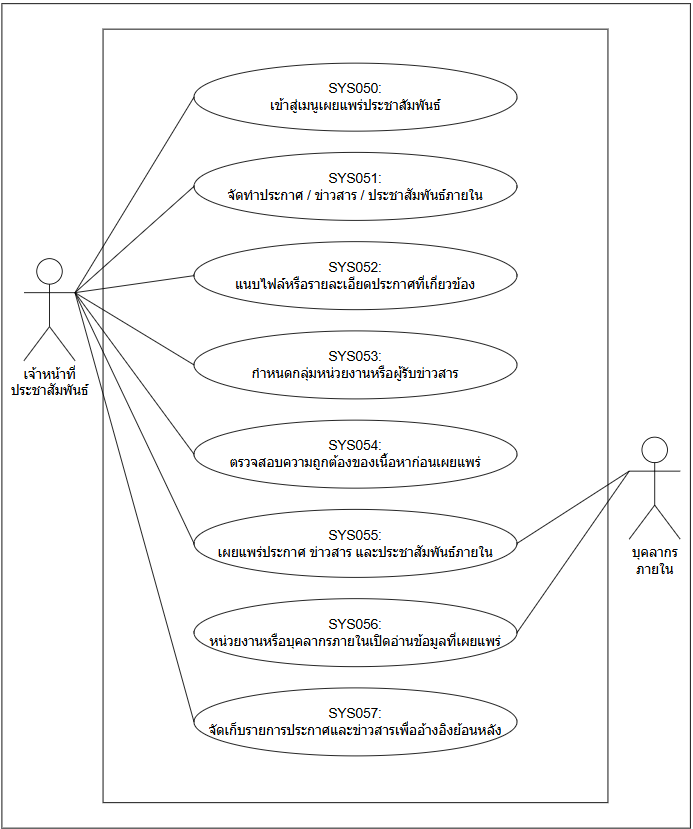 SYS050:
เข้าสู่เมนูเผยแพร่ประชาสัมพันธ์
SYS051:
จัดทำประกาศ / ข่าวสาร / ประชาสัมพันธ์ภายใน
SYS052:
แนบไฟล์หรือรายละเอียดประกาศที่เกี่ยวข้อง
SYS053:
กำหนดกลุ่มหน่วยงานหรือผู้รับข่าวสาร
SYS054:
ตรวจสอบความถูกต้องของเนื้อหาก่อนเผยแพร่
SYS055:
เผยแพร่ประกาศ ข่าวสาร และประชาสัมพันธ์ภายใน
SYS056:
หน่วยงานหรือบุคลากรภายในเปิดอ่านข้อมูลที่เผยแพร่
SYS057:
จัดเก็บรายการประกาศและข่าวสารเพื่ออ้างอิงย้อนหลัง
เจ้าหน้าที่
ประชาสัมพันธ์
บุคลากร
ภายใน